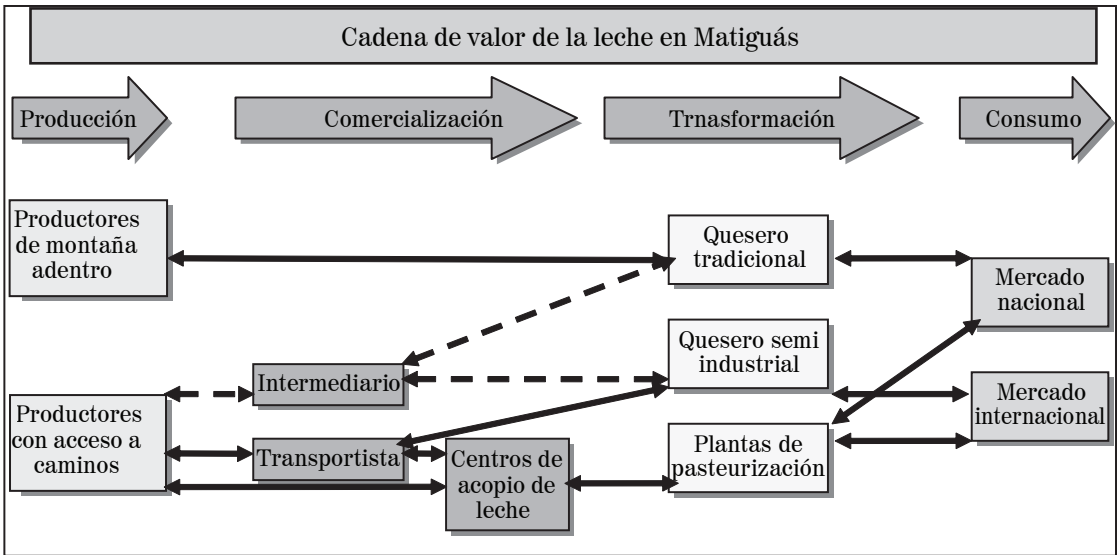 Cadena de valor de la leche en Matiguás
Producción
Comercialización
Trnasformación
Consumo
Productores
de montaña
adentro
Quesero
tradicional
Mercado
nacional
Quesero semi
industrial
Intermediario
Mercado
internacional
Productores
con acceso a
caminos
Transportista
Centros de
acopio de
leche
Plantas de
pasteurización